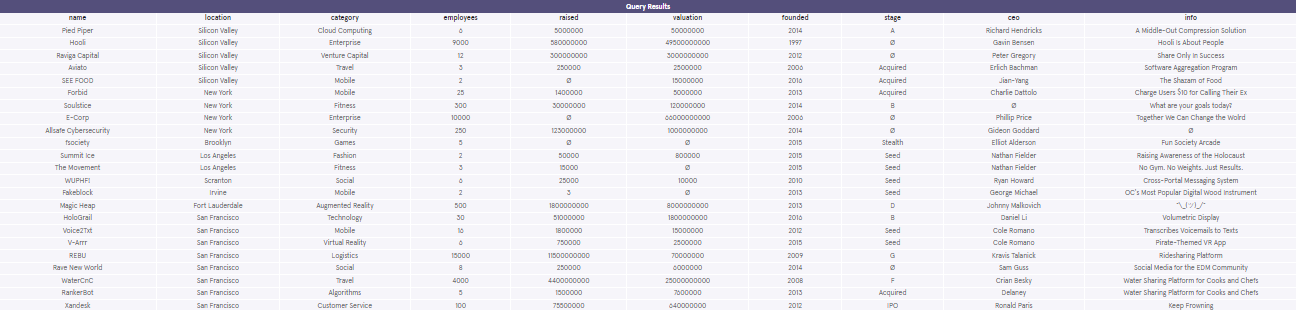 Query Results
name location category employees raised valuation founded stage ceo info
Pied Piper Silicon Valley Cloud Computing 6 5000000 50000000 2014 A Richard Hendricks A Middle-Out Compression Solution
Hooli Silicon Valley Enterprise 9000 580000000 49500000000 1997 Ø Gavin Bensen Hooli Is About People
Raviga Capital Silicon Valley Venture Capital 12 300000000 3000000000 2012 Ø Peter Gregory Share Only In Success
Aviato Silicon Valley Travel 3 250000 2500000 2006 Acquired Erlich Bachman Software Aggregation Program
SEE FOOD Silicon Valley Mobile 2 Ø 15000000 2016 Acquired Jian-Yang The Shazam of Food
Forbid New York Mobile 25 1400000 5000000 2013 Acquired Charlie Dattolo Charge Users $10 for Calling Their Ex
Soulstice New York Fitness 300 30000000 120000000 2014 B Ø What are your goals today?
E-Corp New York Enterprise 10000 Ø 66000000000 2006 Ø Phillip Price Together We Can Change the Wolrd
Allsafe Cybersecurity New York Security 250 123000000 1000000000 2014 Ø Gideon Goddard Ø
fsociety Brooklyn Games 5 Ø Ø 2015 Stealth Elliot Alderson Fun Society Arcade
Summit Ice Los Angeles Fashion 2 50000 800000 2015 Seed Nathan Fielder Raising Awareness of the Holocaust
The Movement Los Angeles Fitness 3 15000 Ø 2015 Seed Nathan Fielder No Gym. No Weights. Just Results.
WUPHF! Scranton Social 6 25000 10000 2010 Seed Ryan Howard Cross-Portal Messaging System
Fakeblock Irvine Mobile 2 3 Ø 2013 Seed George Michael OC's Most Popular Digital Wood Instrument
Magic Heap Fort Lauderdale Augmented Reality 500 1800000000 8000000000 2013 D Johnny Malkovich ¯\_(ツ)_/¯
HoloGrail San Francisco Technology 30 51000000 1800000000 2016 B Daniel Li Volumetric Display
Voice2Txt San Francisco Mobile 16 1800000 15000000 2012 Seed Cole Romano Transcribes Voicemails to Texts
V-Arrr San Francisco Virtual Reality 6 750000 2500000 2015 Seed Cole Romano Pirate-Themed VR App
REBU San Francisco Logistics 15000 11500000000 70000000 2009 G Kravis Talanick Ridesharing Platform
Rave New World San Francisco Social 8 250000 6000000 2014 Ø Sam Guss Social Media for the EDM Community
WaterCnC San Francisco Travel 4000 4400000000 25000000000 2008 F Crian Besky Water Sharing Platform for Cooks and Chefs
RankerBot San Francisco Algorithms 5 1500000 7600000 2013 Acquired Delaney Water Sharing Platform for Cooks and Chefs
Xandesk San Francisco Customer Service 100 75500000 640000000 2012 IPO Ronald Paris Keep Frowning